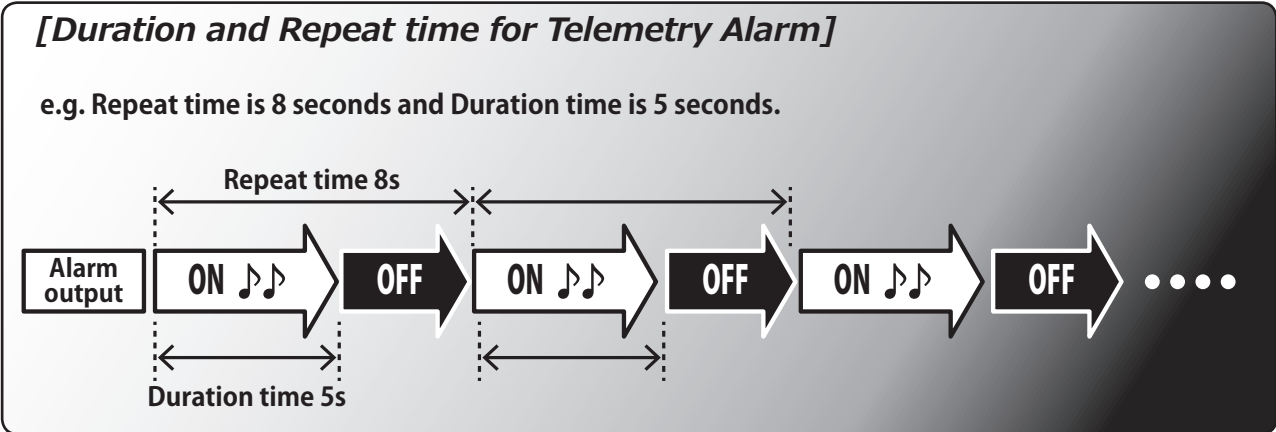 [Duration and Repeat time for Telemetry Alarm]
e.g. Repeat time is 8 seconds and Duration time is 5 seconds.
Repeat time 8s
Alarm
output
ON ♪♪
OFF
ON ♪♪
OFF
ON ♪♪
OFF
Duration time 5s